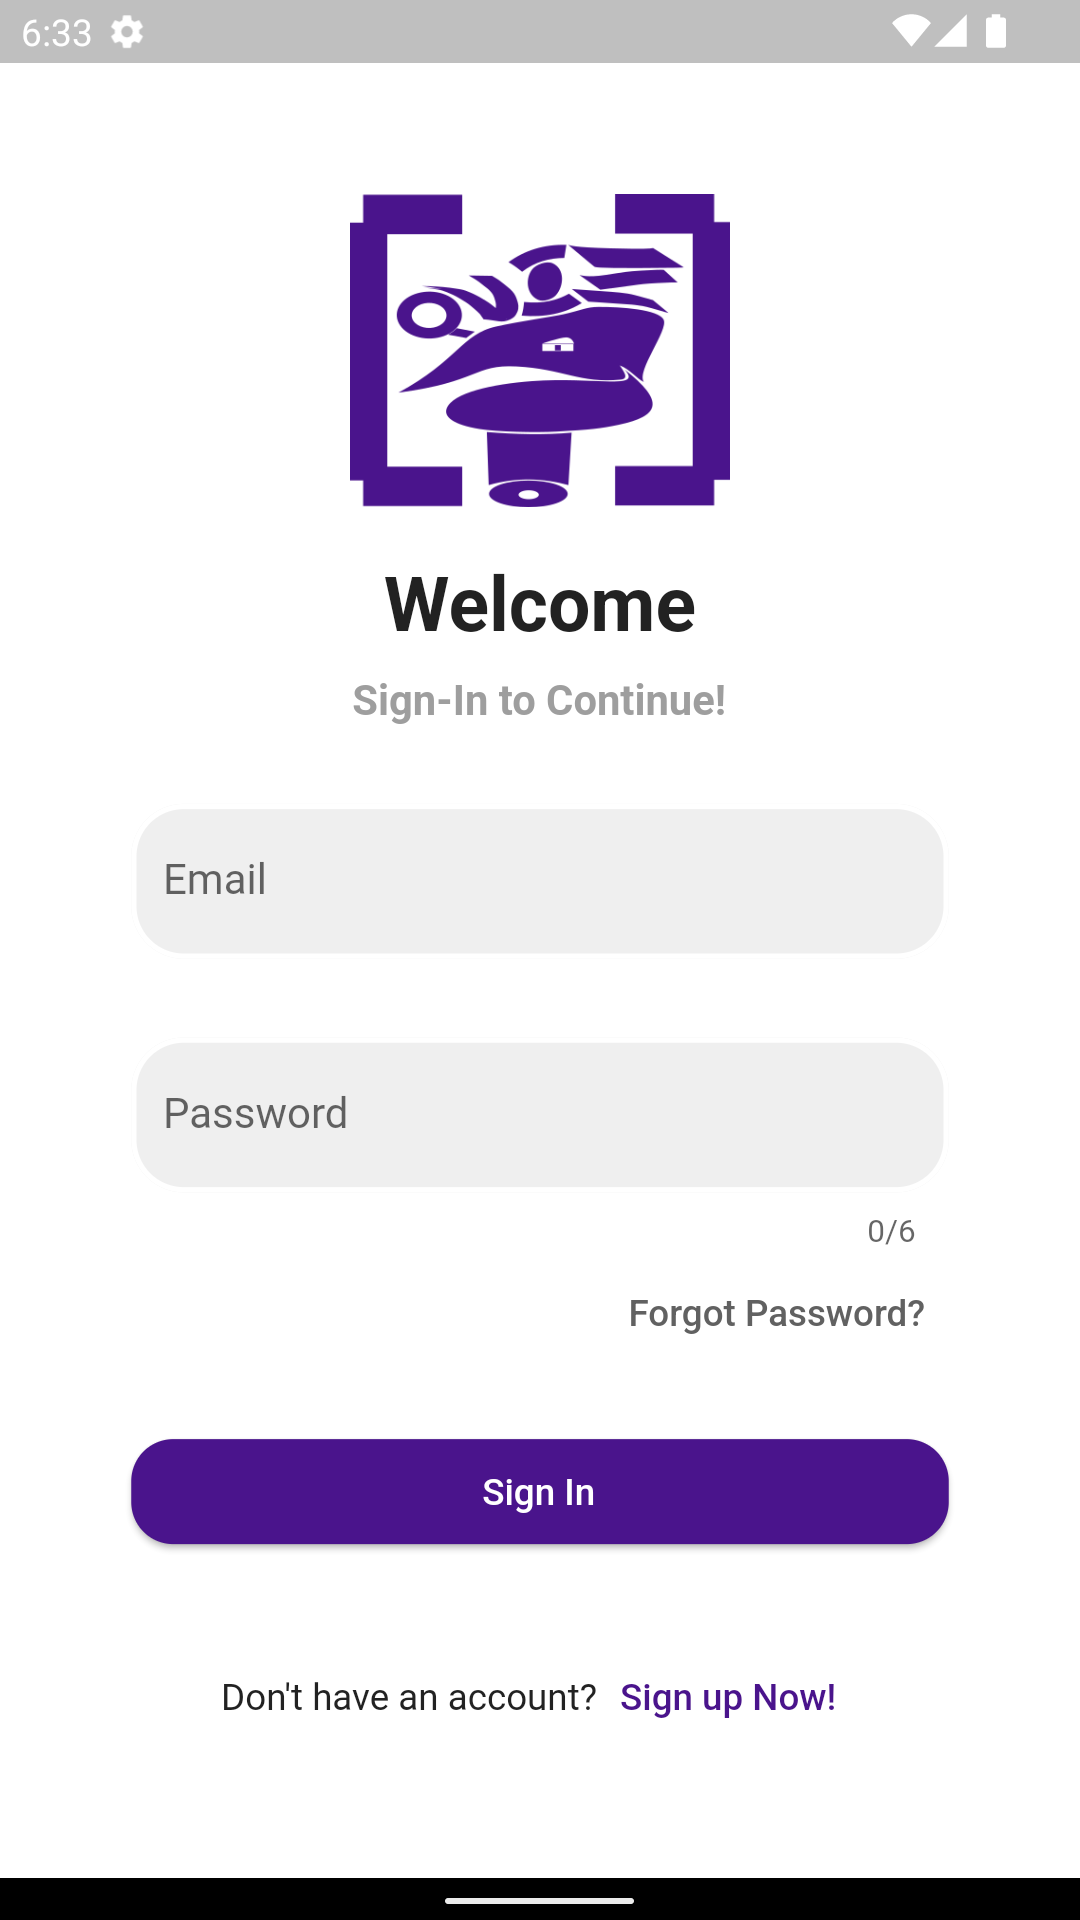 6:33
Welcome
Sign-In to Continue!
Email
Password
0/6
Forgot Password?
Sign In
Don't have an account? Sign up Now!